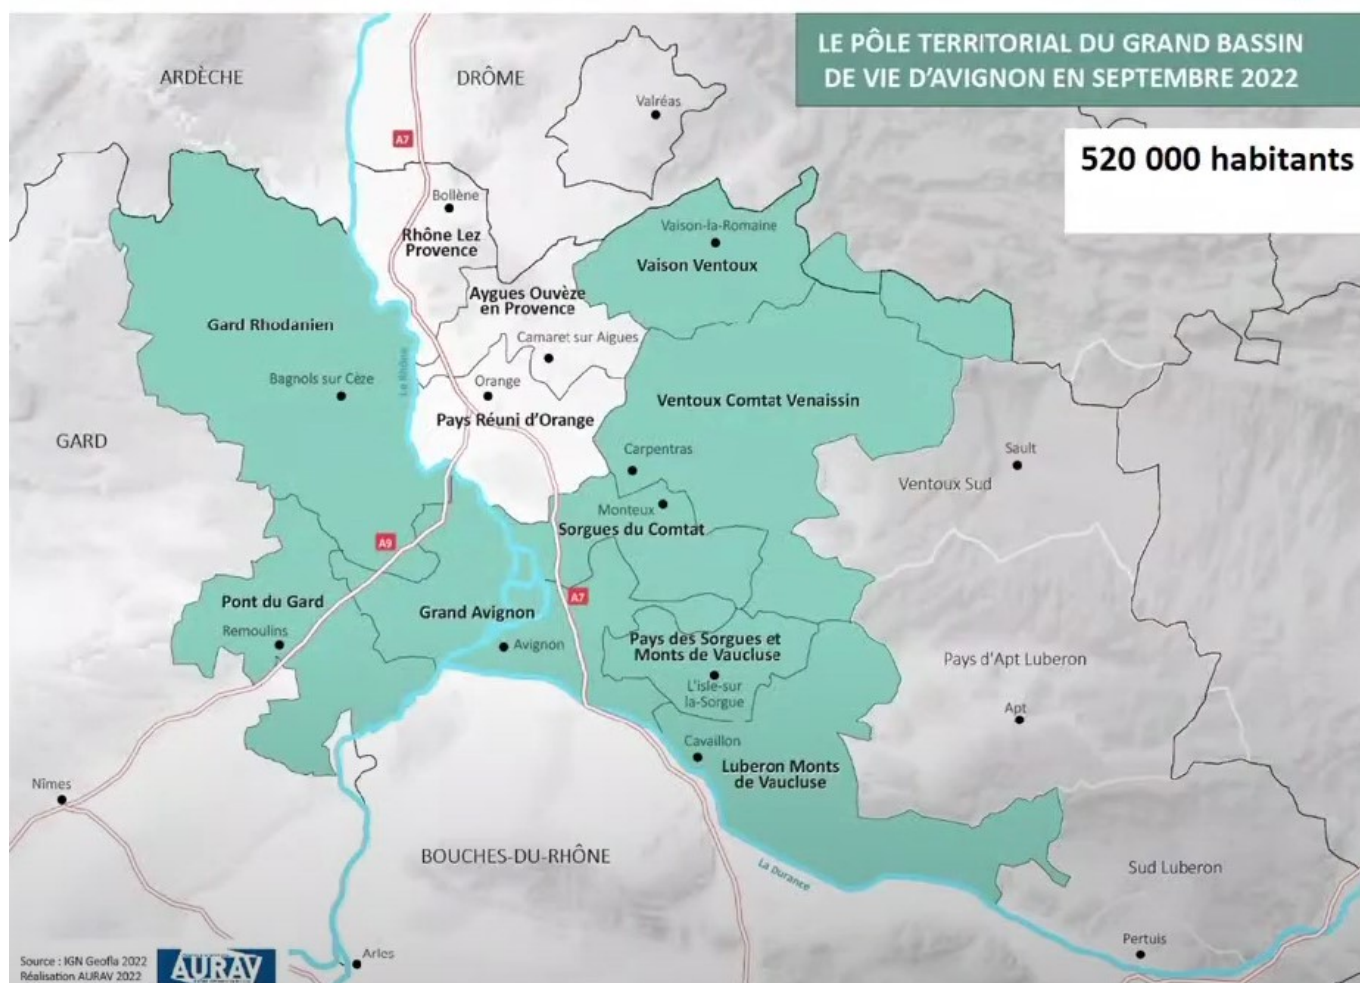 LE PÔLE TERRITORIAL DU GRAND BASSIN
DE VIE D'AVIGNON EN SEPTEMBRE 2022
520 000 habitants
ARDÈCHE
DRÔME
Valréas
A7
Bollène
Rhône Lez
Provence
Vaison-la-Romaine
Vaison Ventoux
Aygues Ouvèze
en Provence
Gard Rhodanien
Camaret sur Aigues
Le Rhône
Bagnols sur Cèze
Orange
Pays Réuni d'Orange
Ventoux Comtat Venaissin
GARD
Carpentras
Sault
Ventoux Sud
Monteux
Sorgues du Comtat
A9
A7
Pont du Gard
Grand Avignon
Remoulins
Avignon
Pays des Sorgues et
Monts de Vaucluse
L'isle-sur
la-Sorgue
Pays d'Apt Luberon
Apt
Cavaillon
Luberon Monts
de Vaucluse
Nîmes
BOUCHES-DU-RHÔNE
La Durance
Sud Luberon
Pertuis
Arles
Source : IGN Geofla 2022
Réalisation AURAV 2022
AURAV